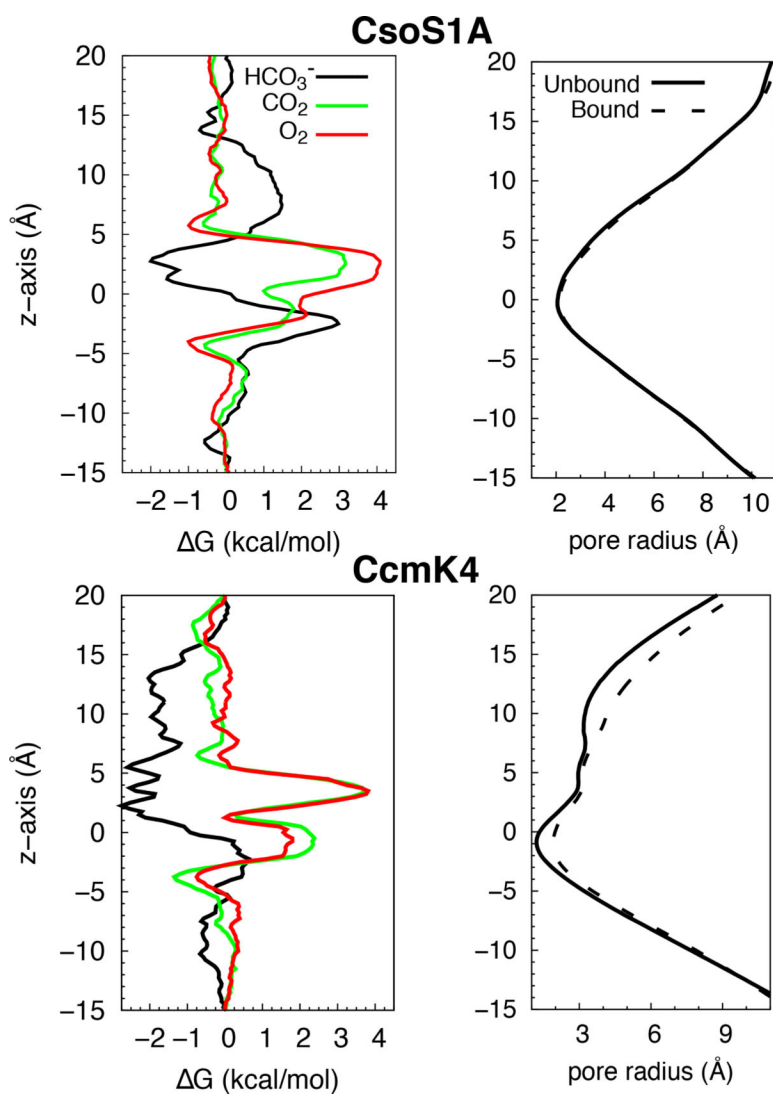 CsoS1A
20
15
10
5
0
−5
−10
−15
z−axis (Å)
HCO₃⁻
CO₂
O₂
−2 −1 0 1 2 3 4
ΔG (kcal/mol)
20
15
10
5
0
−5
−10
−15
Unbound
Bound
2 4 6 8 10
pore radius (Å)
CcmK4
20
15
10
5
0
−5
−10
−15
z−axis (Å)
−2 −1 0 1 2 3 4
ΔG (kcal/mol)
20
15
10
5
0
−5
−10
−15
3 6 9
pore radius (Å)